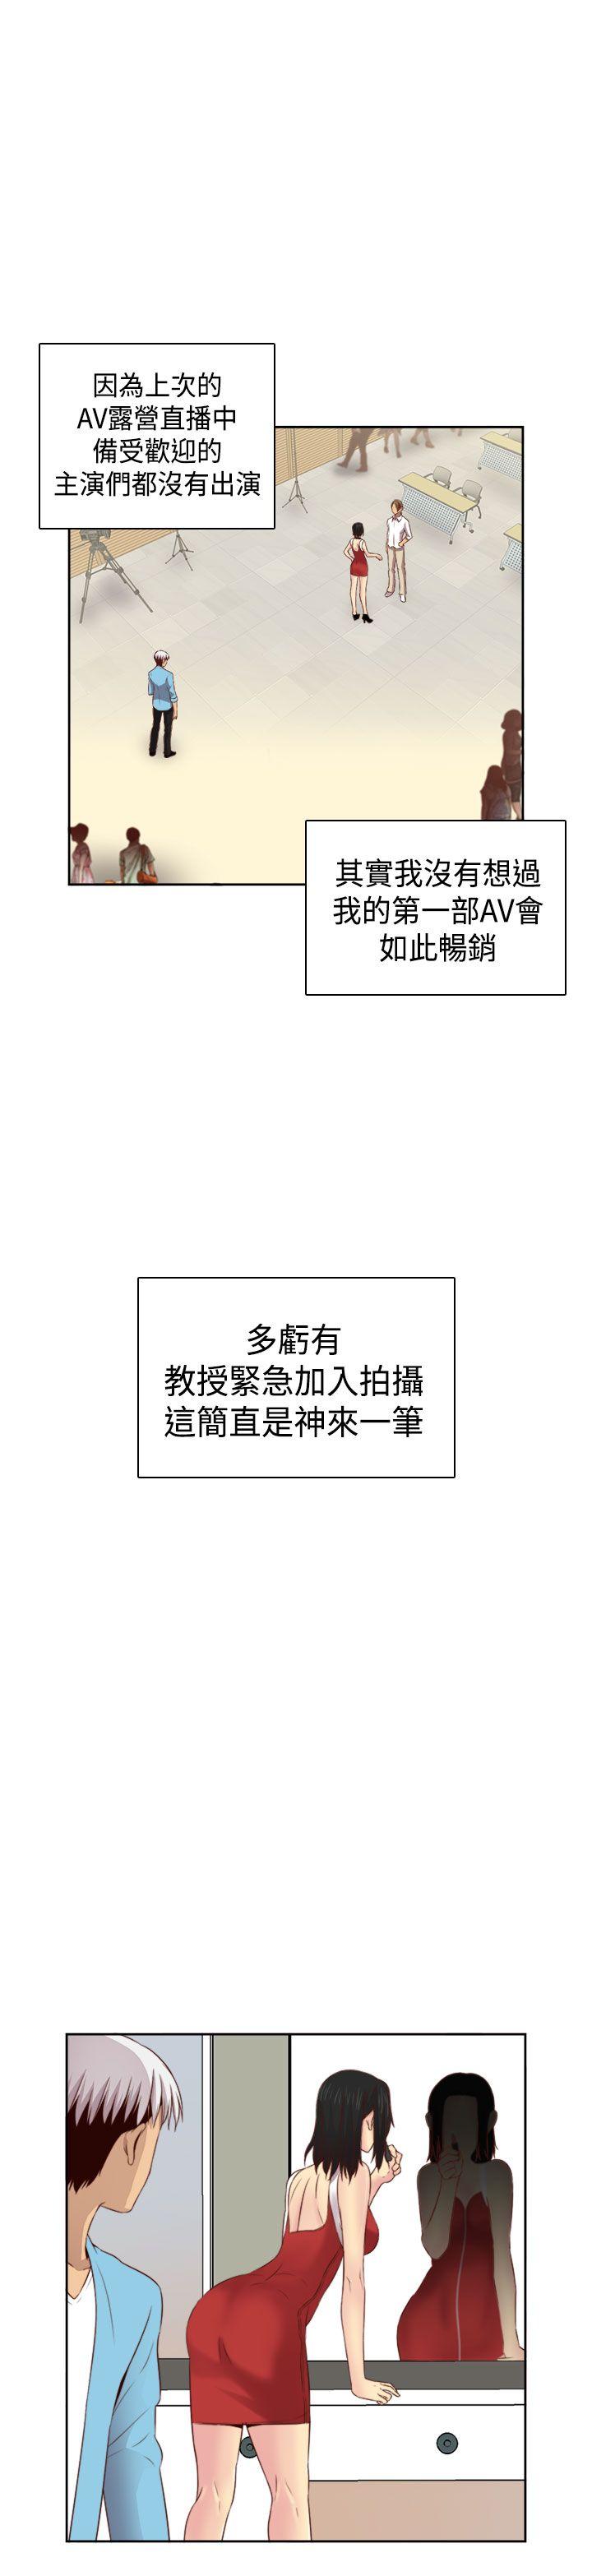 因為上次的
AV露營直播中
備受歡迎的
主演們都沒有出演
其實我沒有想過
我的第一部AV會
如此暢銷
多虧有
教授緊急加入拍攝
這簡直是神來一筆